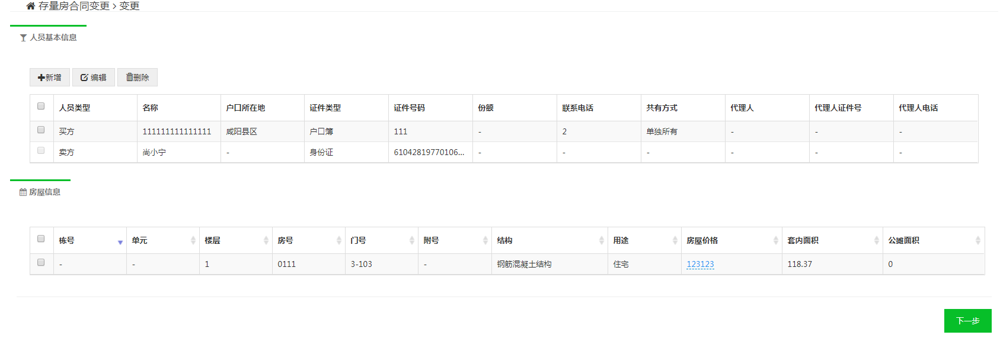 存量房合同变更 > 变更
人员基本信息
新增 编辑 删除
人员类型 名称 户口所在地 证件类型 证件号码 份额 联系电话 共有方式 代理人 代理人证件号 代理人电话
买方 111111111111111 咸阳县区 户口簿 111 - 2 单独所有 - - -
卖方 尚小宁 - 身份证 61042819770106... - - - - - -
房屋信息
栋号 单元 楼层 房号 门号 附号 结构 用途 房屋价格 套内面积 公摊面积
- - 1 0111 3-103 - 钢筋混凝土结构 住宅 123123 118.37 0
下一步